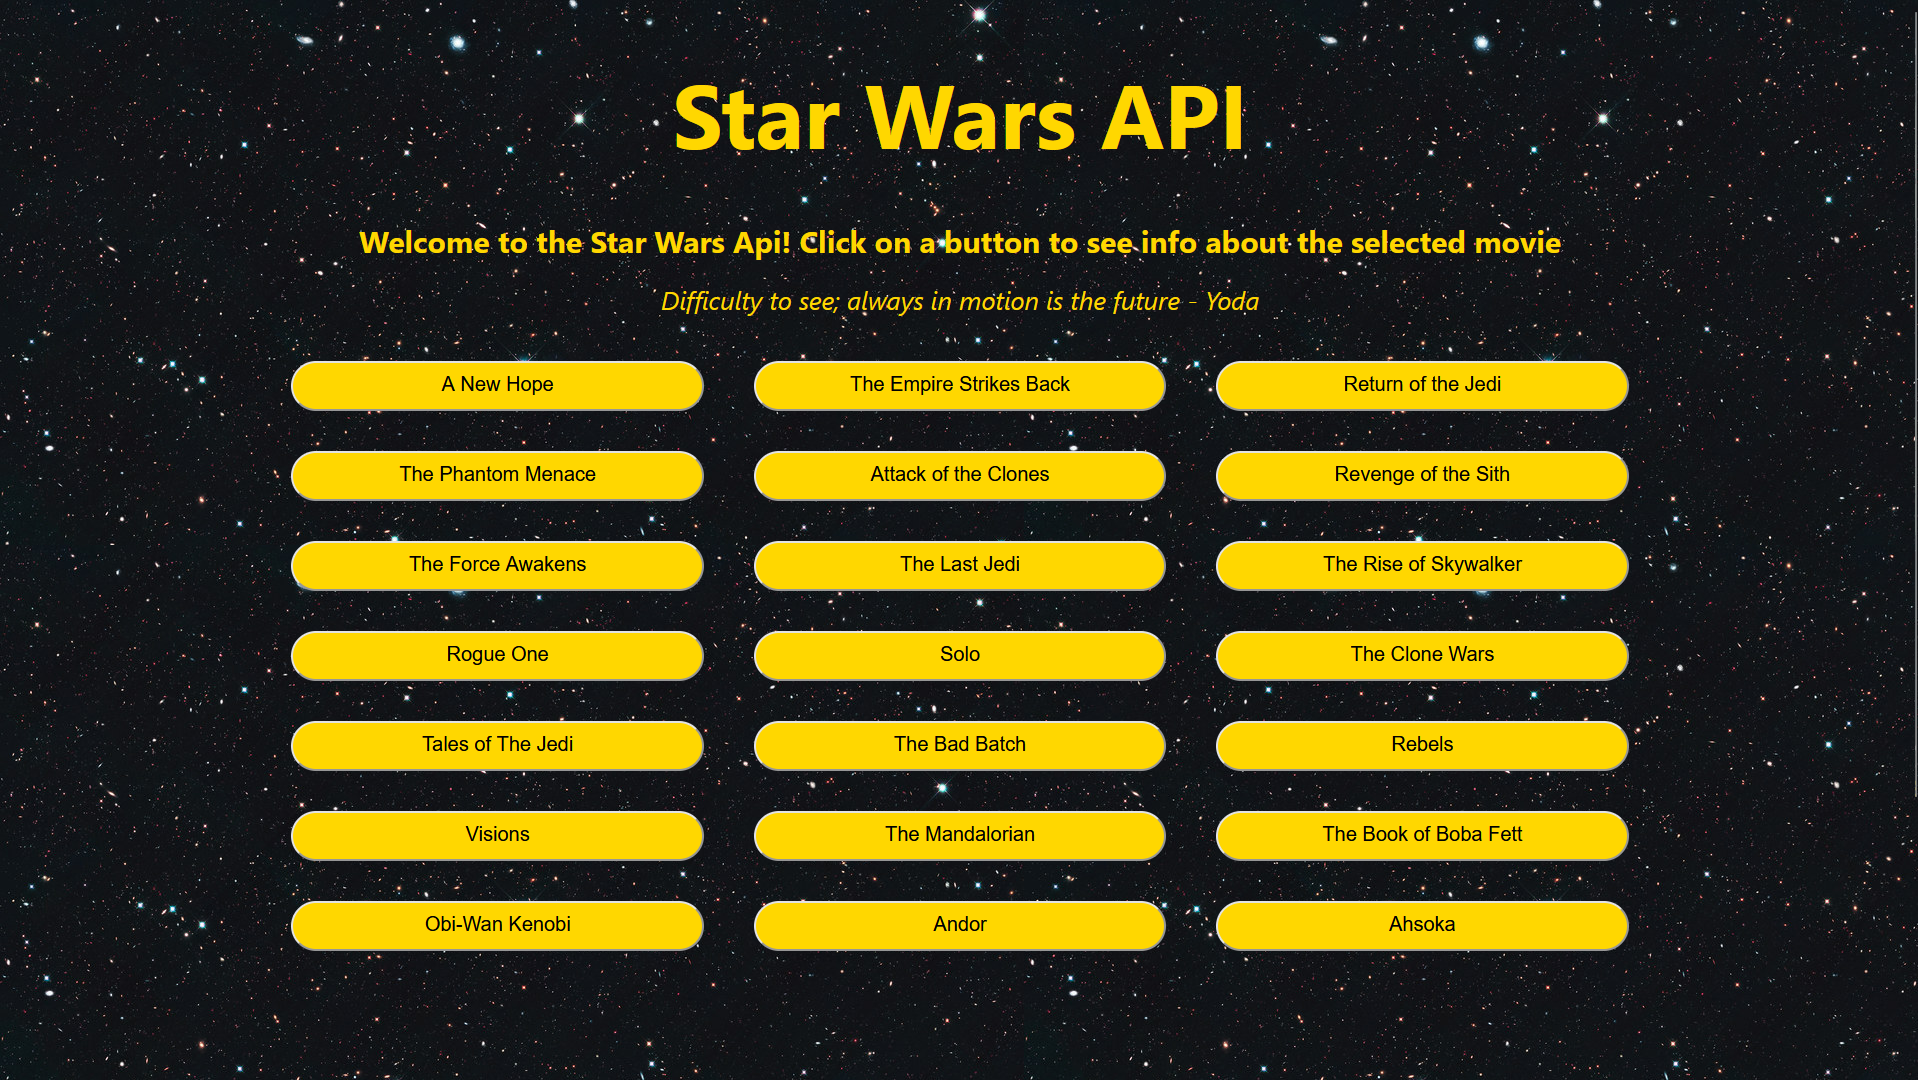 Star Wars API
Welcome to the Star Wars Api! Click on a button to see info about the selected movie
Difficulty to see; always in motion is the future - Yoda
A New Hope
The Empire Strikes Back
Return of the Jedi
The Phantom Menace
Attack of the Clones
Revenge of the Sith
The Force Awakens
The Last Jedi
The Rise of Skywalker
Rogue One
Solo
The Clone Wars
Tales of The Jedi
The Bad Batch
Rebels
Visions
The Mandalorian
The Book of Boba Fett
Obi-Wan Kenobi
Andor
Ahsoka